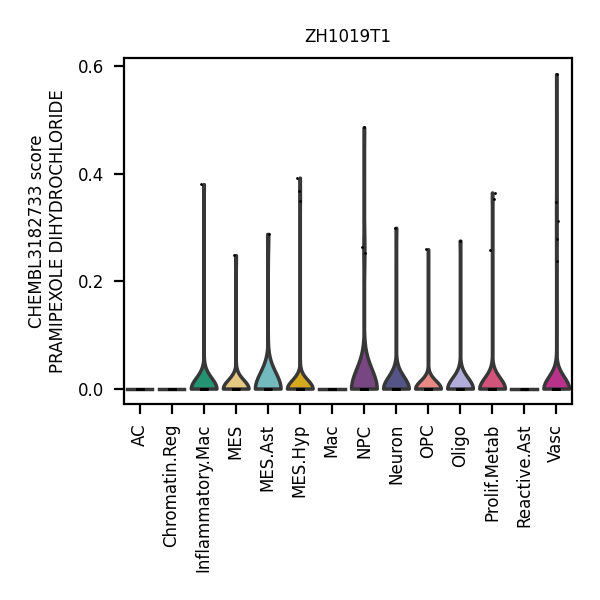 ZH1019T1
CHEMBL3182733 score
PRAMIPEXOLE DIHYDROCHLORIDE
0.6
0.4
0.2
0.0
AC
Chromatin.Reg
Inflammatory.Mac
MES
MES.Ast
MES.Hyp
Mac
NPC
Neuron
OPC
Oligo
Prolif.Metab
Reactive.Ast
Vasc